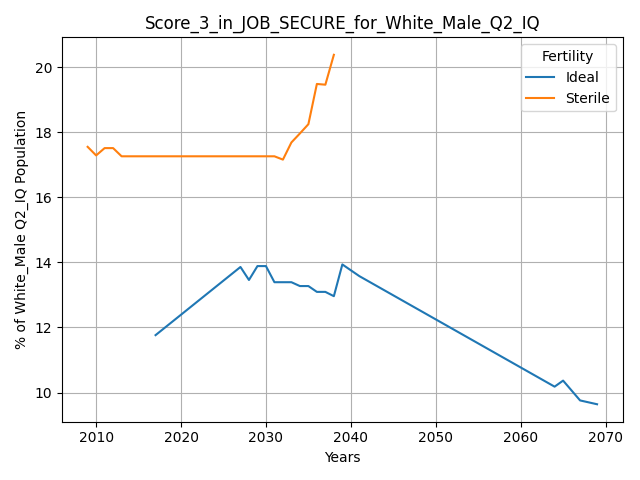 Score_3_in_JOB_SECURE_for_White_Male_Q2_IQ
Fertility
Ideal
Sterile
% of White_Male Q2_IQ Population
20
18
16
14
12
10
2010 2020 2030 2040 2050 2060 2070
Years